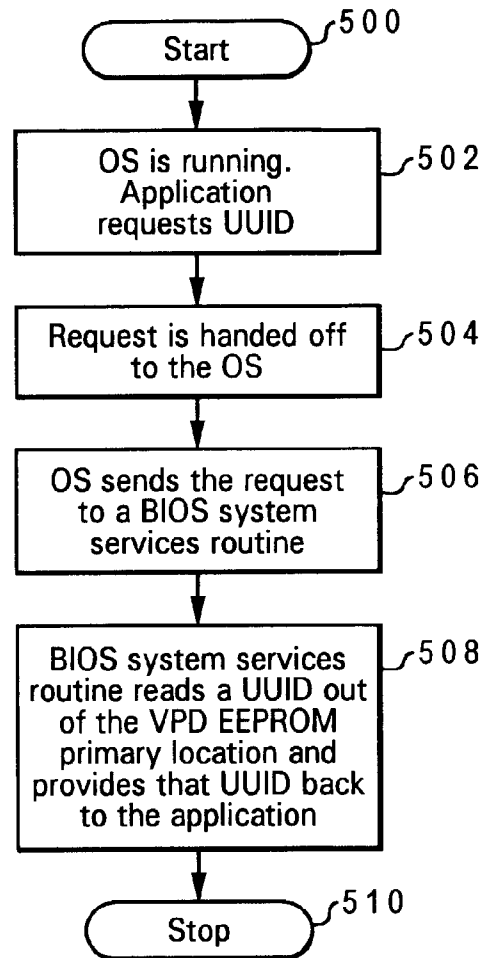 500
Start
502
OS is running.
Application
requests UUID
504
Request is handed off
to the OS
506
OS sends the request
to a BIOS system
services routine
508
BIOS system services
routine reads a UUID out
of the VPD EEPROM
primary location and
provides that UUID back
to the application
510
Stop